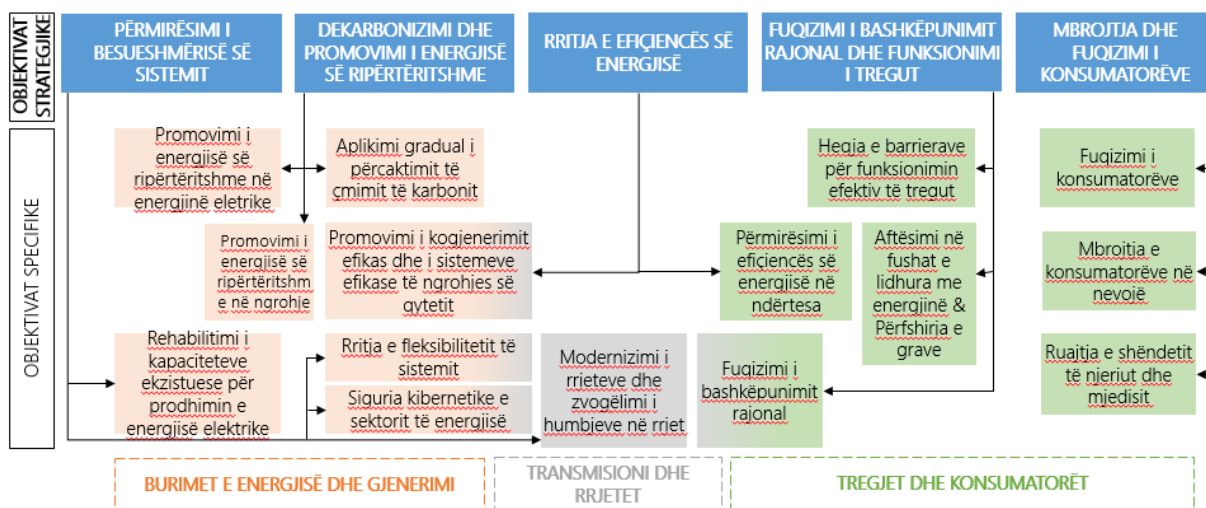 OBJEKTIVAT
STRATEGJIKE
PËRMIRËSIMI I
BESUESHMËRISË SË
SISTEMIT
DEKARBONIZIMI DHE
PROMOVIMI I ENERGJISË
SË RIPËRTËRITSHME
RRITJA E EFIÇIENCËS SË
ENERGJISË
FUQIZIMI I BASHKËPUNIMIT
RAJONAL DHE FUNKSIONIMI
I TREGUT
MBROJTJA DHE
FUQIZIMI I
KONSUMATORËVE
OBJEKTIVAT SPECIFIKE
Promovimi i
energjisë së
ripërtëritshme në
energjinë eletrike
Aplikimi gradual i
përcaktimit të
çmimit të karbonit
Heqja e barrierave
për funksionimin
efektiv të tregut
Fuqizimi i
konsumatorëve
Promovimi i
energjisë së
ripërtëritshm
e në ngrohje
Promovimi i kogjenerimit
efikas dhe i sistemeve
efikase të ngrohjes së
qytetit
Përmirësimi i
efiçiencës së
energjisë në
ndërtesa
Aftësimi në
fushat e
lidhura me
energjinë &
Përfshirja e
grave
Mbrojtja e
konsumatorëve në
nevojë
Rehabilitimi i
kapaciteteve
ekzistuese për
prodhimin e
energjisë elektrike
Rritja e fleksibilitetit të
sistemit
Siguria kibernetike e
sektorit të energjisë
Modernizimi i
rrjeteve dhe
zvogëlimi i
humbjeve në rrjet
Fuqizimi i
bashkëpunimit
rajonal
Ruajtja e shëndetit
të njeriut dhe
mjedisit
BURIMET E ENERGJISË DHE GJENERIMI
TRANSMISIONI DHE
RRJETET
TREGJET DHE KONSUMATORËT